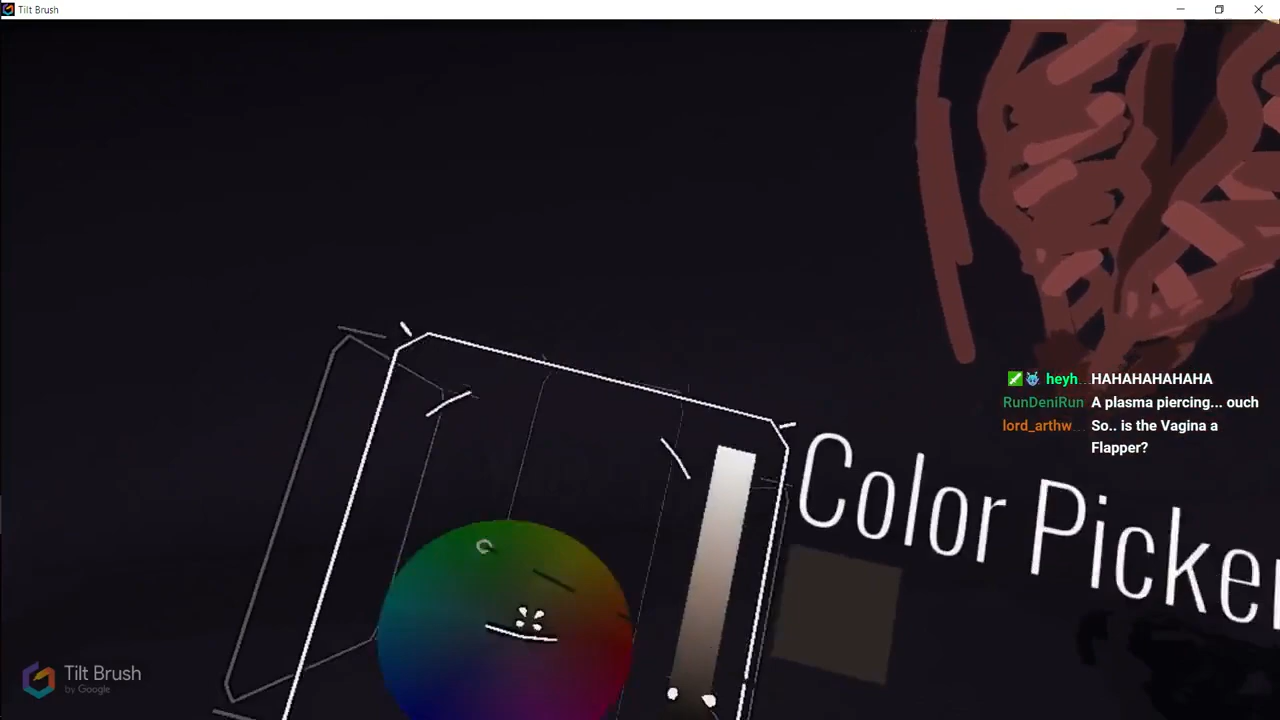 Tilt Brush
heyh... HAHAHAHAHAHA
RunDeniRun A plasma piercing... ouch
lord_arthw... So.. is the Vagina a
Flapper?
Color Picker
Tilt Brush
by Google